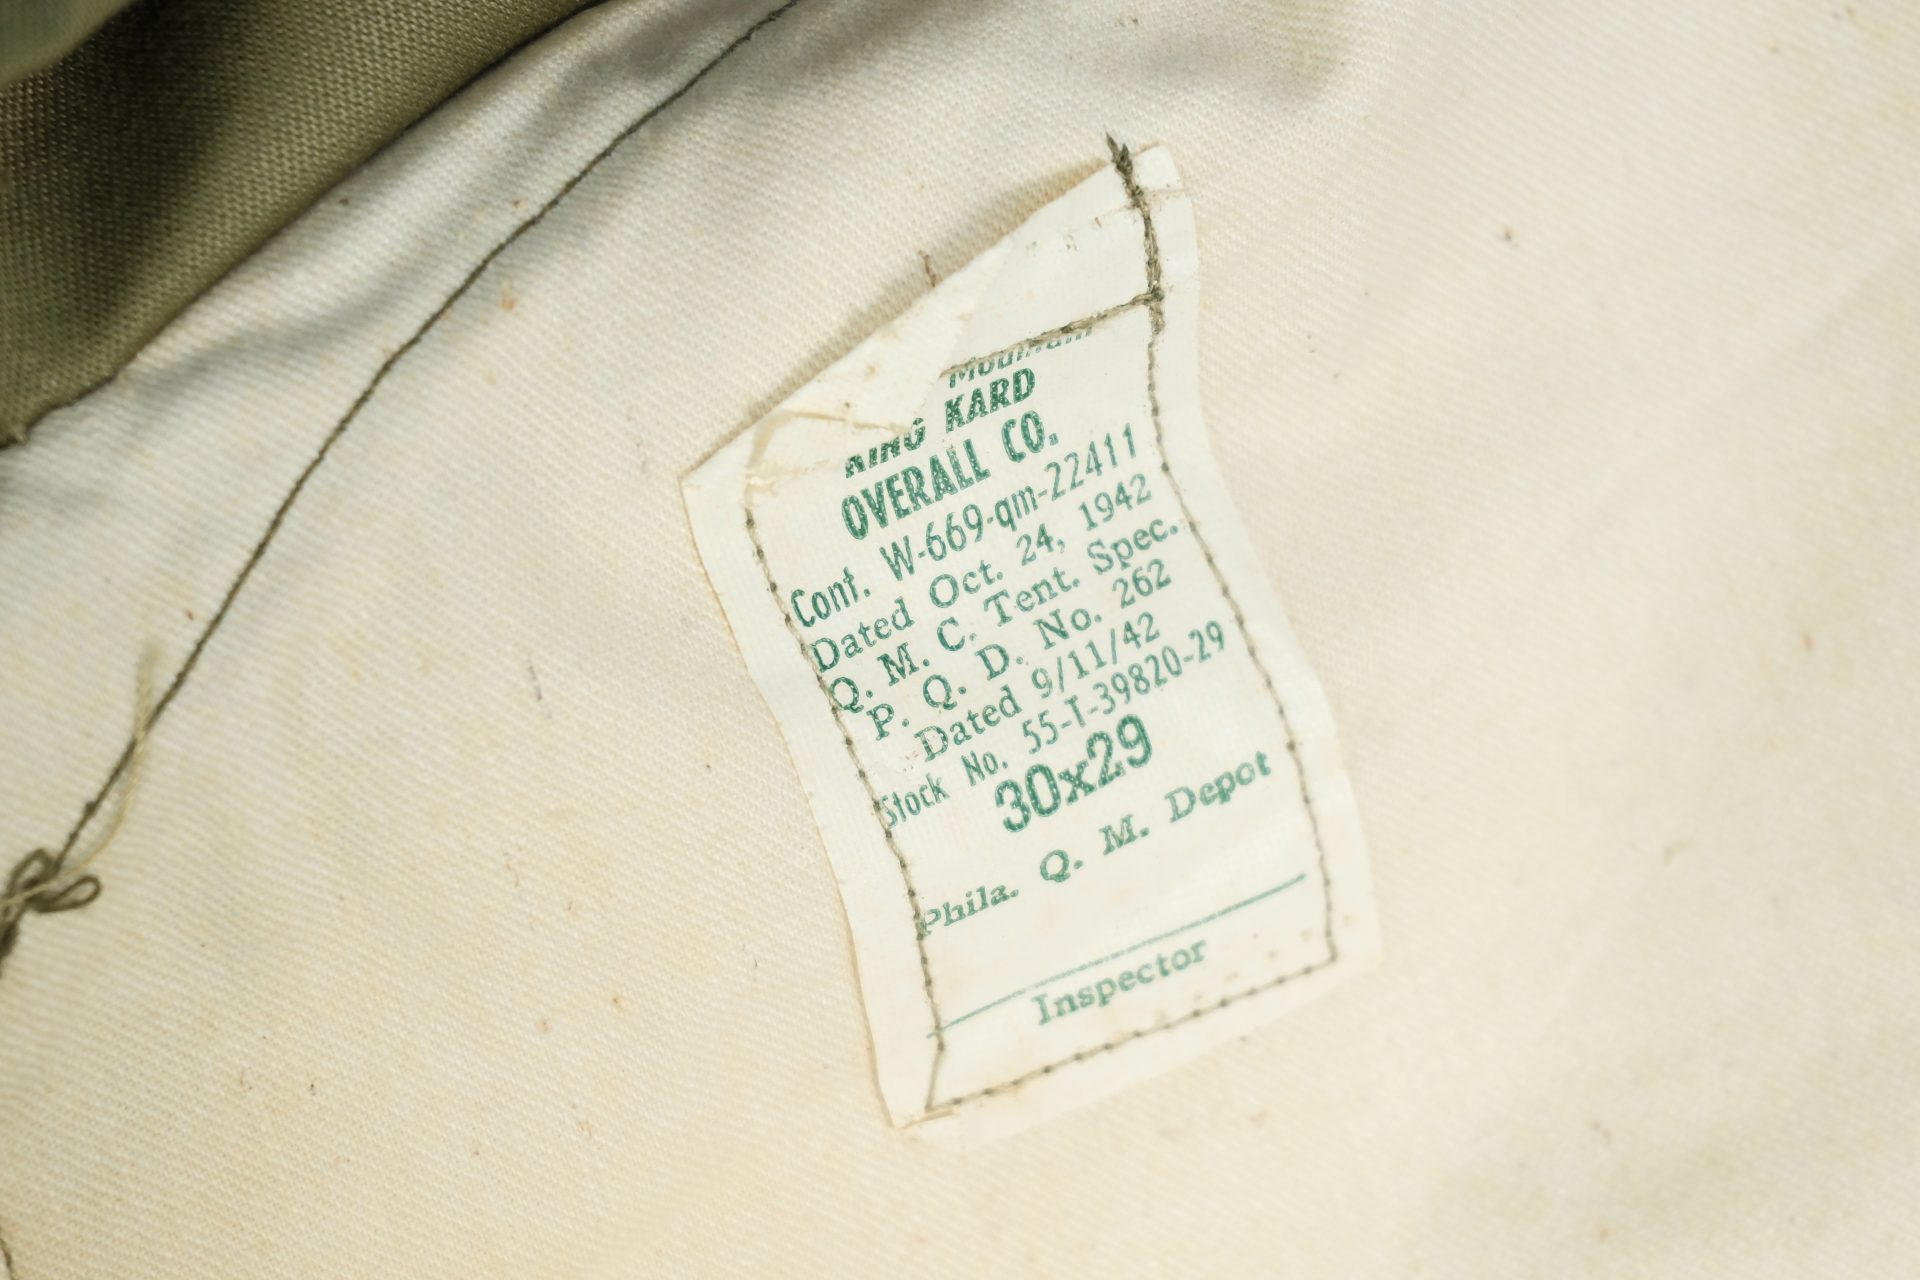 Mountain
KING KARD
OVERALL CO.
Cont. W-669-qm-22411
Dated Oct. 24, 1942
Q. M. C. Tent. Spec.
P. Q. D. No. 262
Dated 9/11/42
Stock No. 55-T-39820-29
30x29
Phila. Q. M. Depot
Inspector